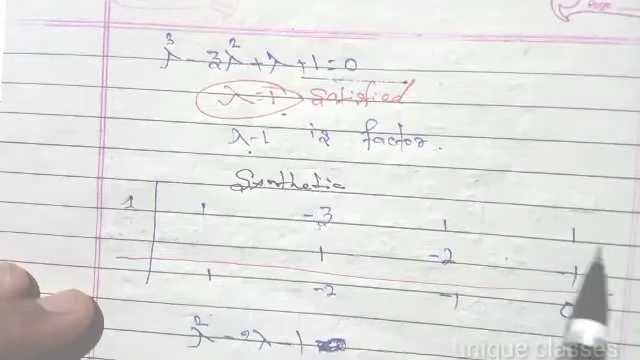 Page
λ³ - 3λ² + λ + 1 = 0
λ = 1 satisfied
λ-1 is factor.
Synthetic
1 | 1 -3 1 1
1 -2 -1
1 -2 -1 0
λ² - 2λ - 1
unique classes